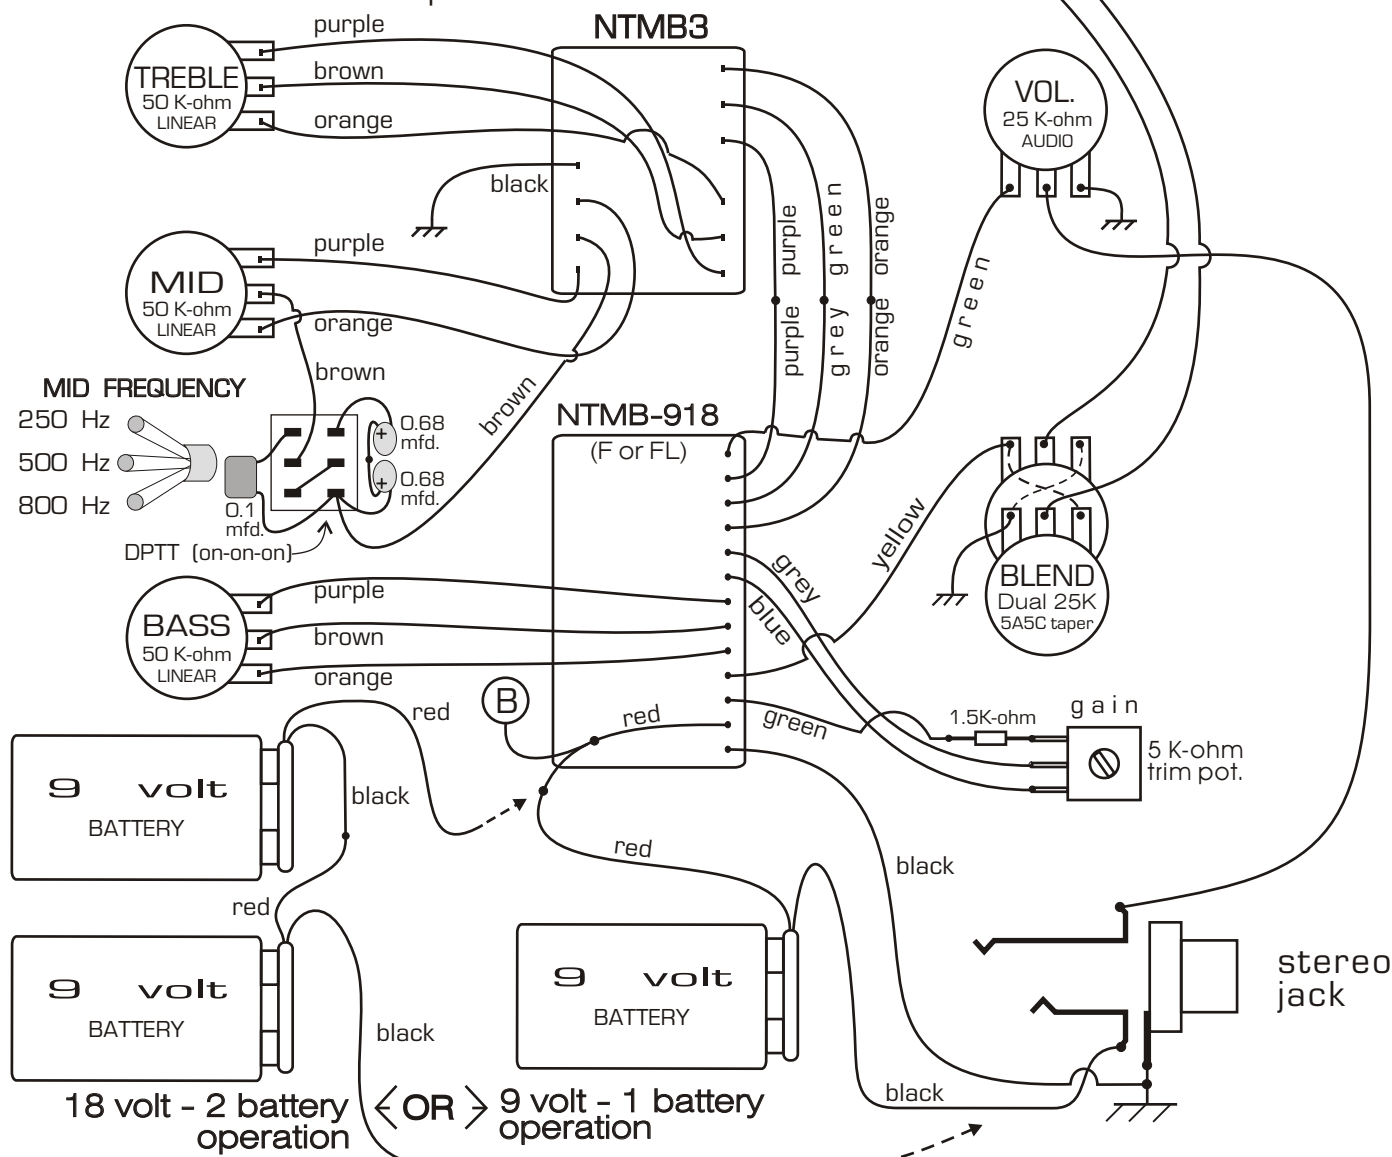 purple
NTMB3
TREBLE
50 K-ohm
LINEAR
brown
orange
black
VOL.
25 K-ohm
AUDIO
purple
grey
green
orange
purple
grey
green
orange
green
MID
50 K-ohm
LINEAR
purple
orange
brown
brown
MID FREQUENCY
250 Hz
500 Hz
800 Hz
0.68
mfd.
0.68
mfd.
0.1
mfd.
DPTT (on-on-on)
NTMB-918
(F or FL)
yellow
grey
blue
BLEND
Dual 25K
5A5C taper
BASS
50 K-ohm
LINEAR
purple
brown
orange
red
B
red
green
1.5K-ohm
gain
5 K-ohm
trim pot.
9 volt
BATTERY
black
red
red
black
9 volt
BATTERY
9 volt
BATTERY
black
black
stereo
jack
18 volt - 2 battery
operation
OR
9 volt - 1 battery
operation